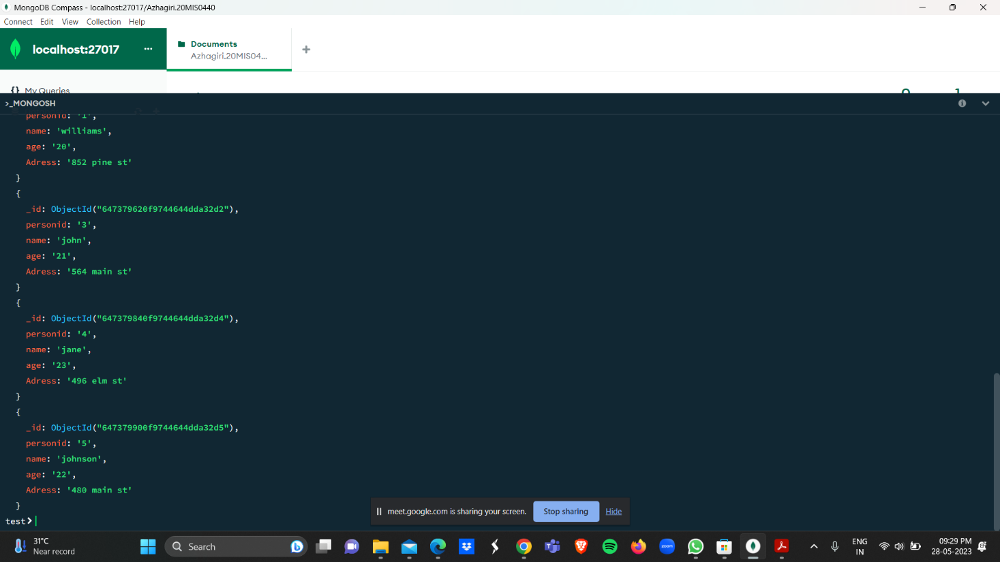 MongoDB Compass - localhost:27017/Azhagiri.20MIS0440
Connect Edit View Collection Help
localhost:27017 ...
Documents
Azhagiri.20MIS04...
{} My Queries
>_MONGOSH
personid: '1',
name: 'williams',
age: '20',
Adress: '852 pine st'
}
{
_id: ObjectId("647379620f9744644dda32d2"),
personid: '3',
name: 'john',
age: '21',
Adress: '564 main st'
}
{
_id: ObjectId("647379840f9744644dda32d4"),
personid: '4',
name: 'jane',
age: '23',
Adress: '496 elm st'
}
{
_id: ObjectId("647379900f9744644dda32d5"),
personid: '5',
name: 'johnson',
age: '22',
Adress: '480 main st'
}
meet.google.com is sharing your screen. Stop sharing Hide
test>
31°C
Near record
Search
zoom
ENG
IN
09:29 PM
28-05-2023